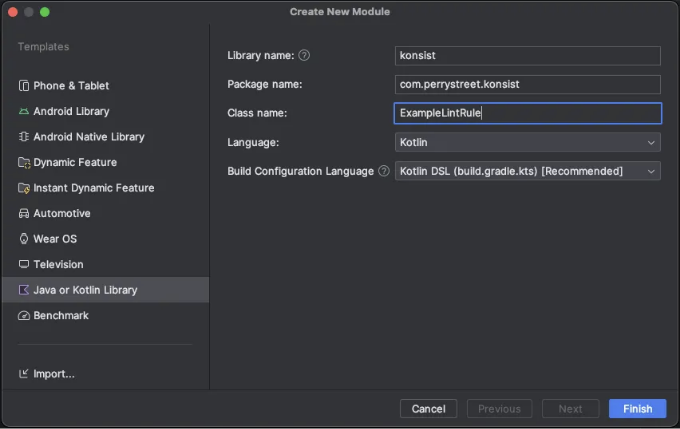 Create New Module
Templates
Phone & Tablet
Android Library
Android Native Library
Dynamic Feature
Instant Dynamic Feature
Automotive
Wear OS
Television
Java or Kotlin Library
Benchmark
Import...
Library name: ? konsist
Package name: com.perrystreet.konsist
Class name: ExampleLintRule
Language: Kotlin
Build Configuration Language ? Kotlin DSL (build.gradle.kts) [Recommended]
Cancel Previous Next Finish